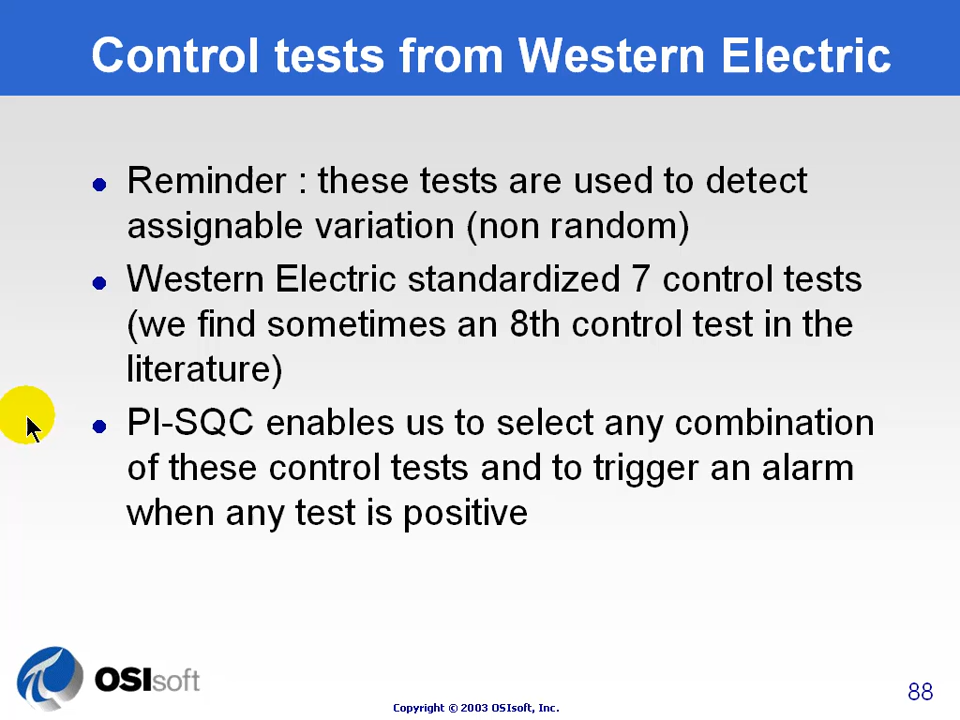 Control tests from Western Electric
Reminder : these tests are used to detect
assignable variation (non random)
Western Electric standardized 7 control tests
(we find sometimes an 8th control test in the
literature)
PI-SQC enables us to select any combination
of these control tests and to trigger an alarm
when any test is positive
OSIsoft
Copyright © 2003 OSIsoft, Inc.
88